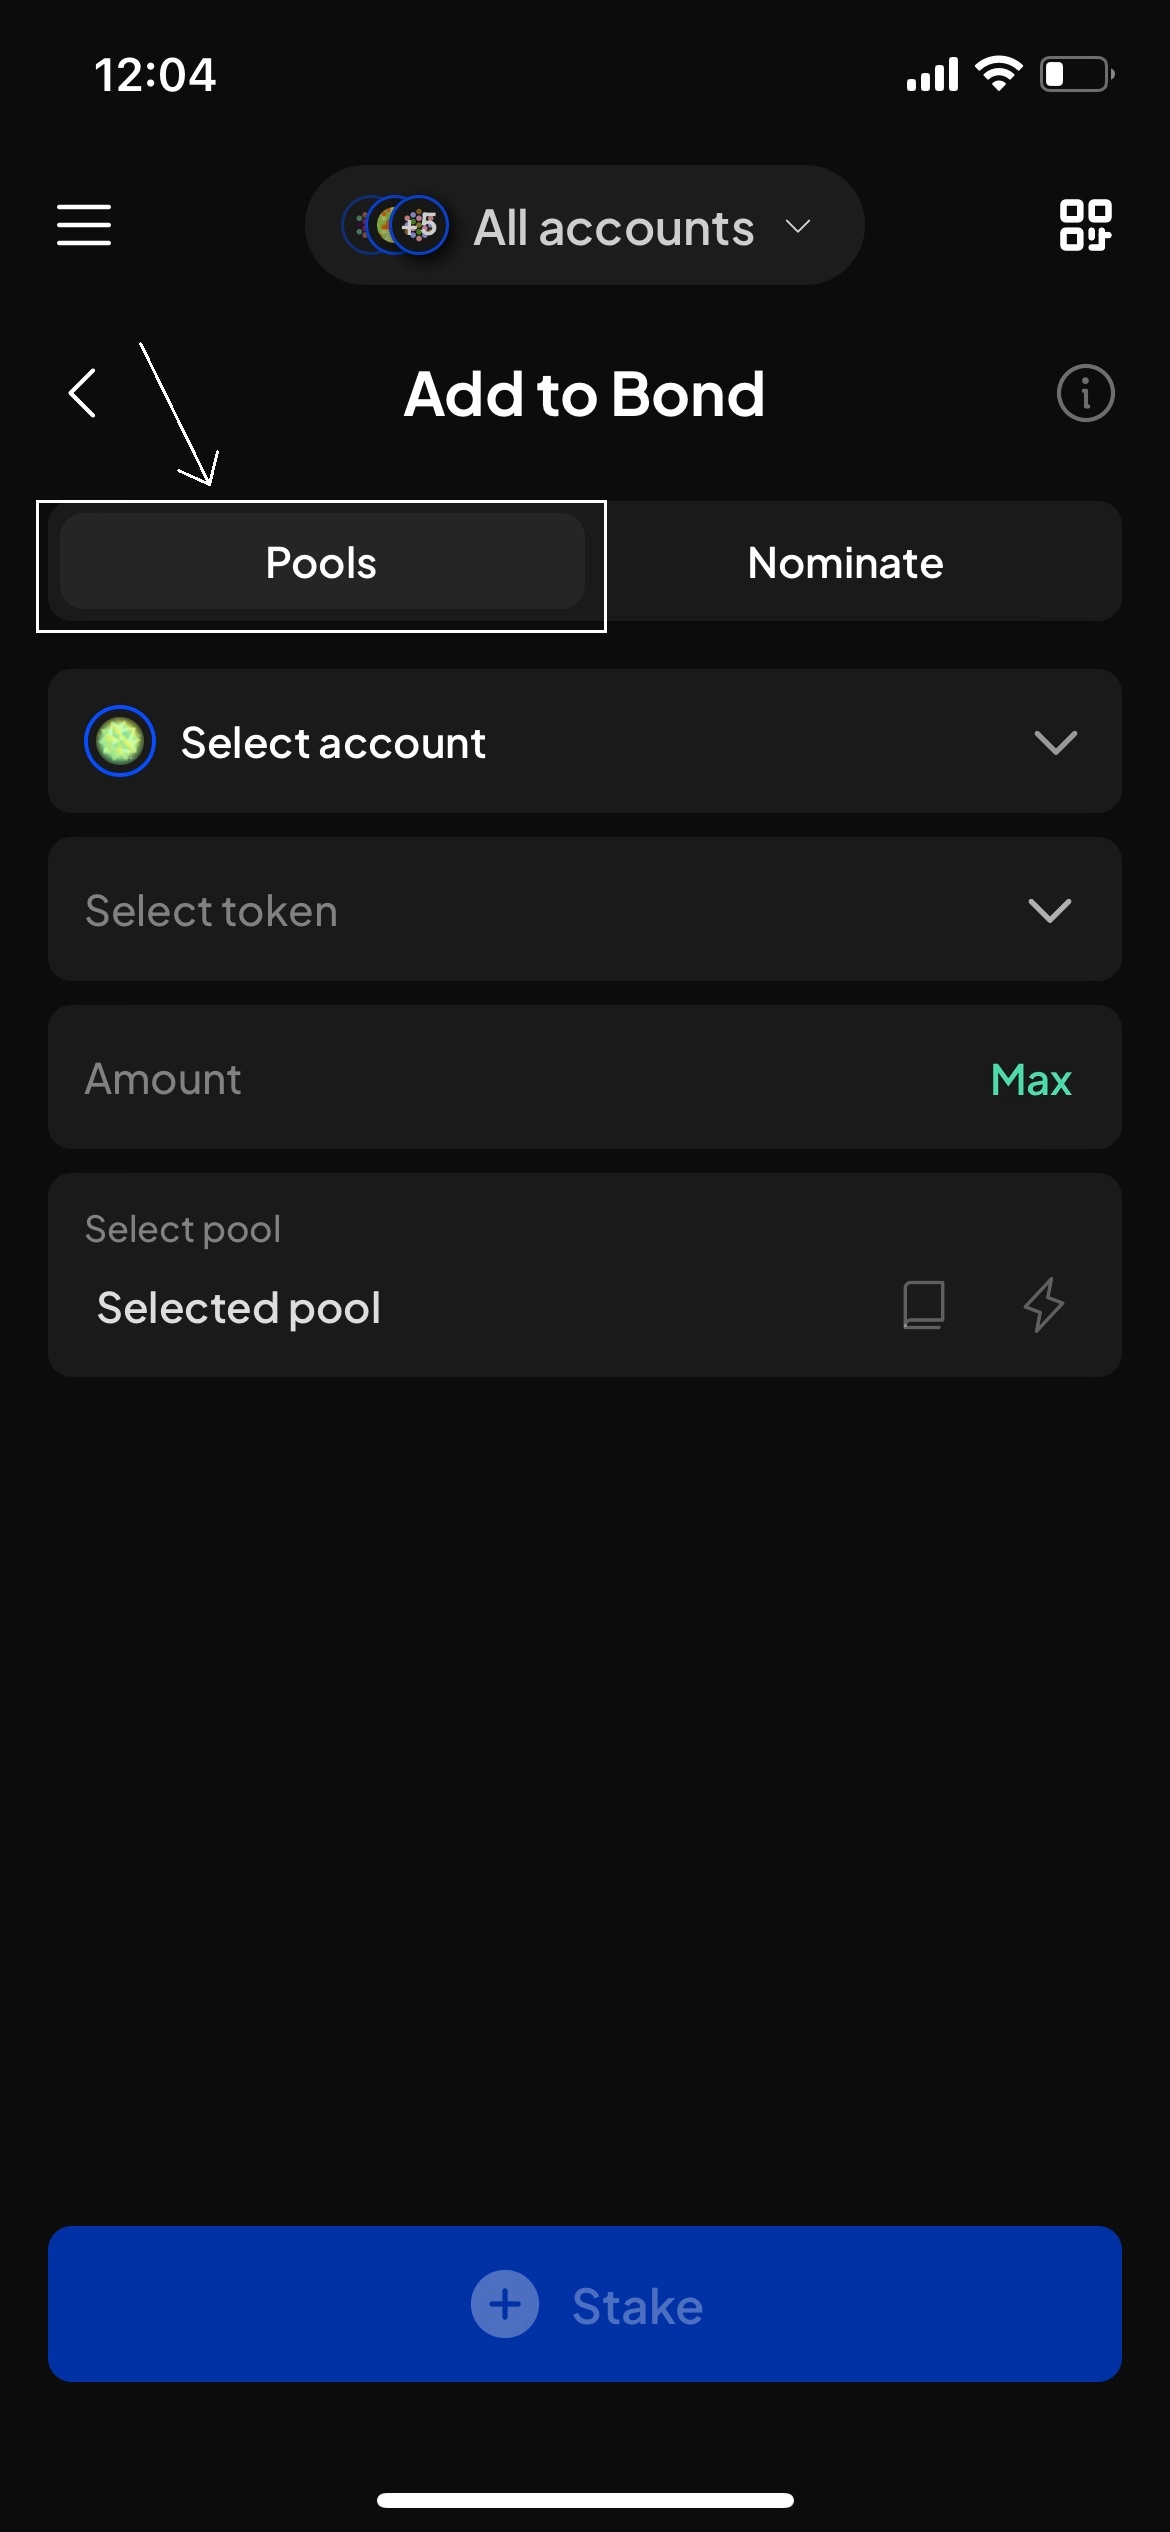 12:04
+5 All accounts
Add to Bond
Pools
Nominate
Select account
Select token
Amount
Max
Select pool
Selected pool
Stake